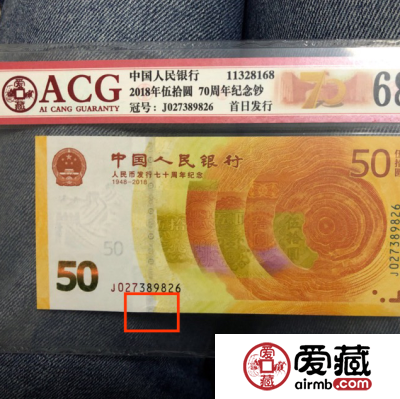 ACG
AI CANG GUARANTY
中国人民银行 11328168
2018年伍拾圆 70周年纪念钞
冠号: J027389826 首日发行
70
68
中国人民银行
人民币发行七十周年纪念
1948-2018
50
50
50
J027389826
爱藏
airmb.com